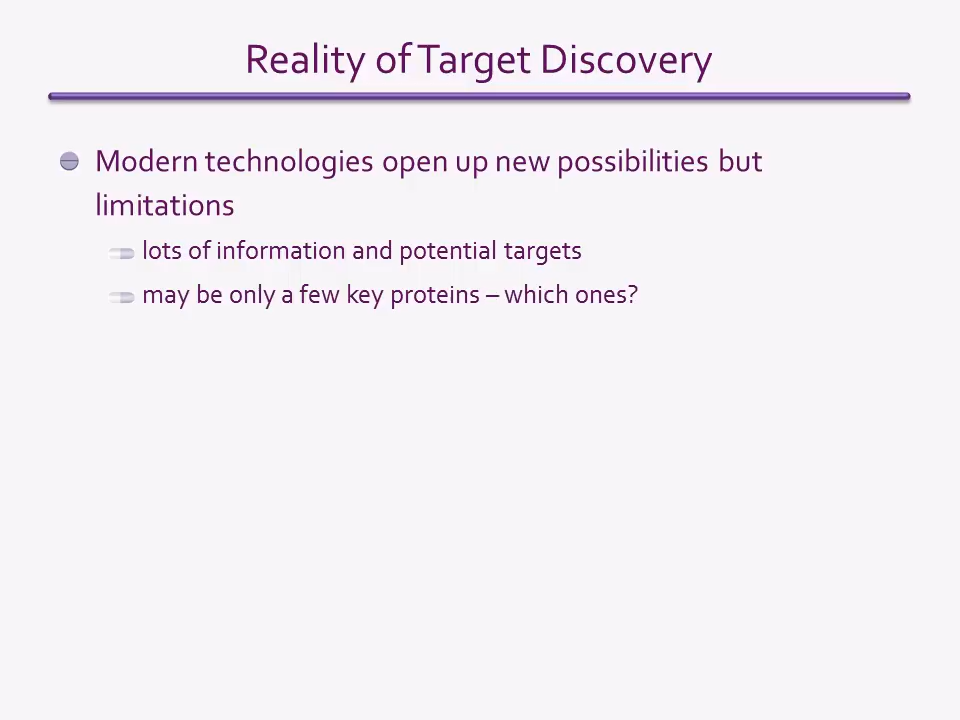 Reality of Target Discovery
Modern technologies open up new possibilities but
limitations
lots of information and potential targets
may be only a few key proteins – which ones?